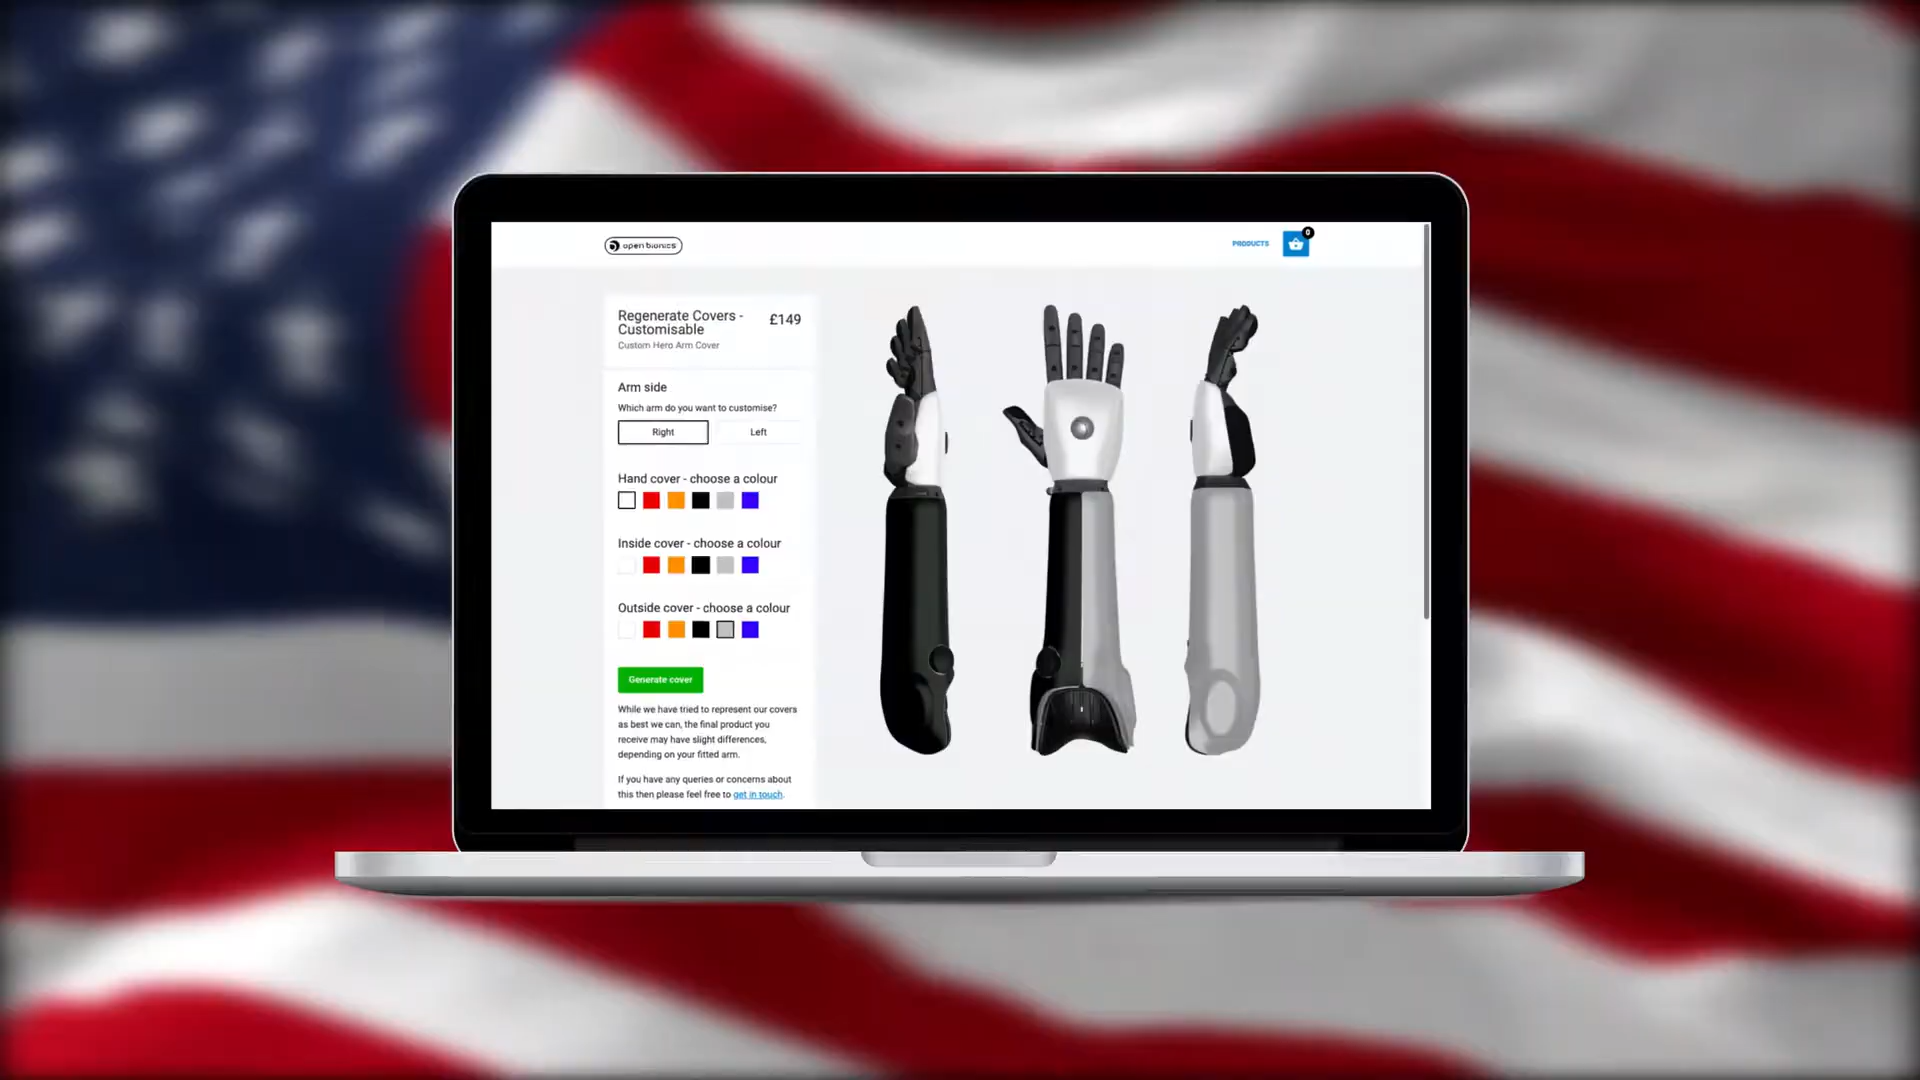 open bionics
PRODUCTS
0
Regenerate Covers -
Customisable
£149
Custom Hero Arm Cover
Arm side
Which arm do you want to customise?
Right
Left
Hand cover - choose a colour
Inside cover - choose a colour
Outside cover - choose a colour
Generate cover
While we have tried to represent our covers
as best we can, the final product you
receive may have slight differences,
depending on your fitted arm.
If you have any queries or concerns about
this then please feel free to get in touch.